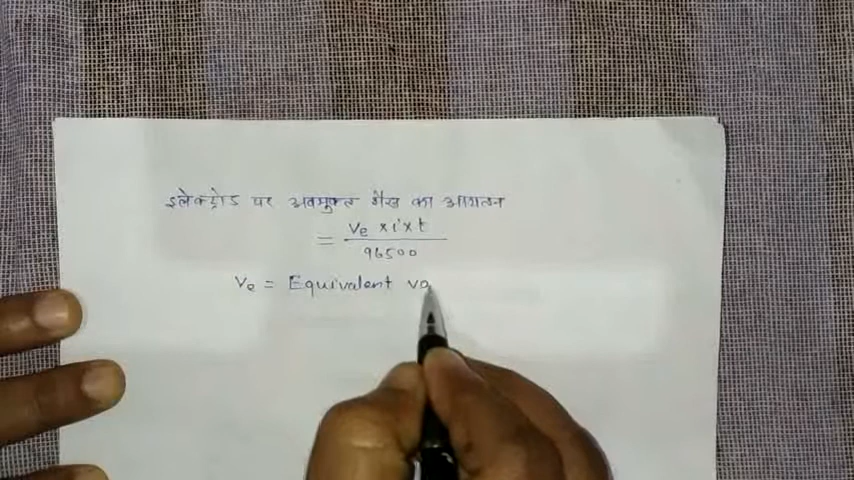 इलेक्ट्रोड पर अवमुक्त गैस का आयतन
= Ve × i × t / 96500
Ve = Equivalent vo